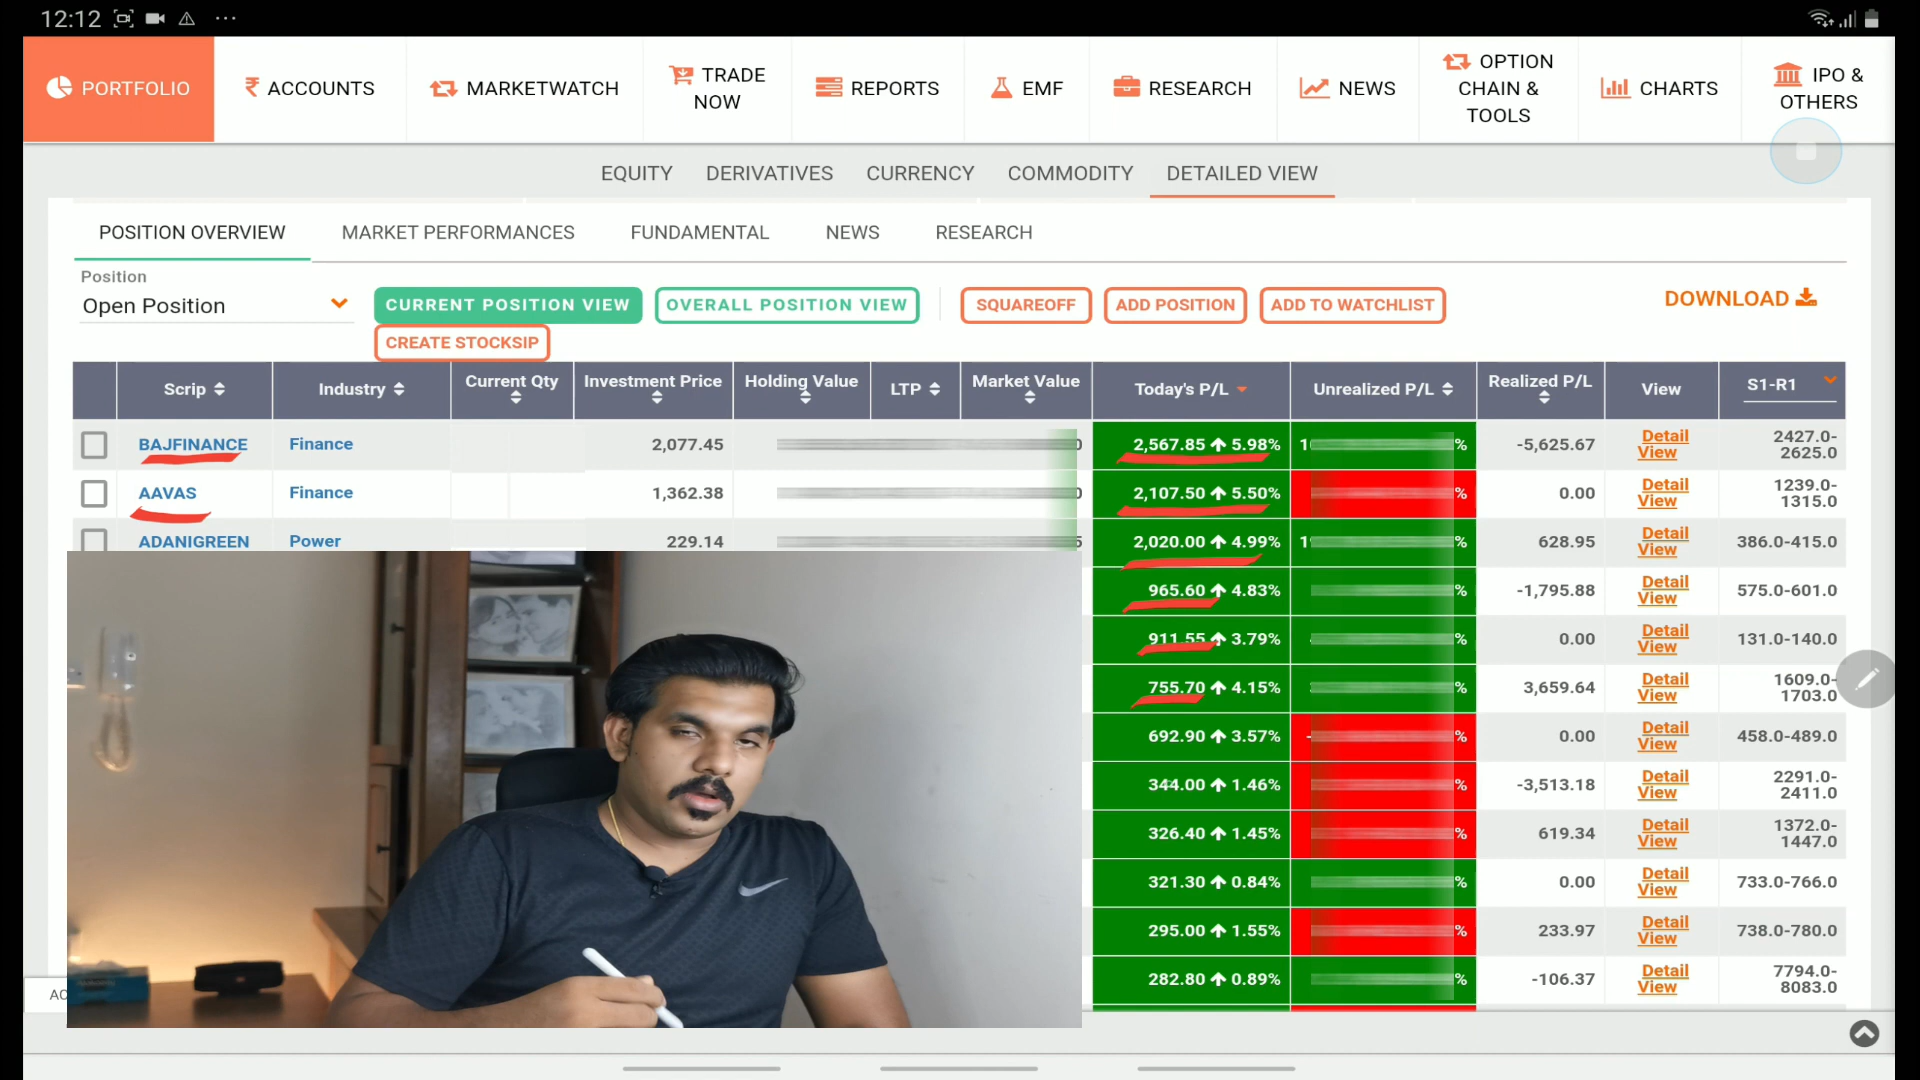 12:12
PORTFOLIO
₹ ACCOUNTS
MARKETWATCH
TRADE
NOW
REPORTS
EMF
RESEARCH
NEWS
OPTION
CHAIN &
TOOLS
CHARTS
IPO &
OTHERS
EQUITY DERIVATIVES CURRENCY COMMODITY DETAILED VIEW
POSITION OVERVIEW MARKET PERFORMANCES FUNDAMENTAL NEWS RESEARCH
Position
Open Position
CURRENT POSITION VIEW OVERALL POSITION VIEW SQUAREOFF ADD POSITION ADD TO WATCHLIST DOWNLOAD
CREATE STOCKSIP
Scrip Industry Current Qty Investment Price Holding Value LTP Market Value Today's P/L Unrealized P/L Realized P/L View S1-R1
BAJFINANCE Finance 2,077.45 0 2,567.85 ↑ 5.98% 1 % -5,625.67 Detail View 2427.0-2625.0
AAVAS Finance 1,362.38 0 2,107.50 ↑ 5.50% % 0.00 Detail View 1239.0-1315.0
ADANIGREEN Power 229.14 5 2,020.00 ↑ 4.99% 1 % 628.95 Detail View 386.0-415.0
965.60 ↑ 4.83% % -1,795.88 Detail View 575.0-601.0
911.55 ↑ 3.79% % 0.00 Detail View 131.0-140.0
755.70 ↑ 4.15% % 3,659.64 Detail View 1609.0-1703.0
692.90 ↑ 3.57% - % 0.00 Detail View 458.0-489.0
344.00 ↑ 1.46% % -3,513.18 Detail View 2291.0-2411.0
326.40 ↑ 1.45% % 619.34 Detail View 1372.0-1447.0
321.30 ↑ 0.84% % 0.00 Detail View 733.0-766.0
295.00 ↑ 1.55% % 233.97 Detail View 738.0-780.0
282.80 ↑ 0.89% % -106.37 Detail View 7794.0-8083.0